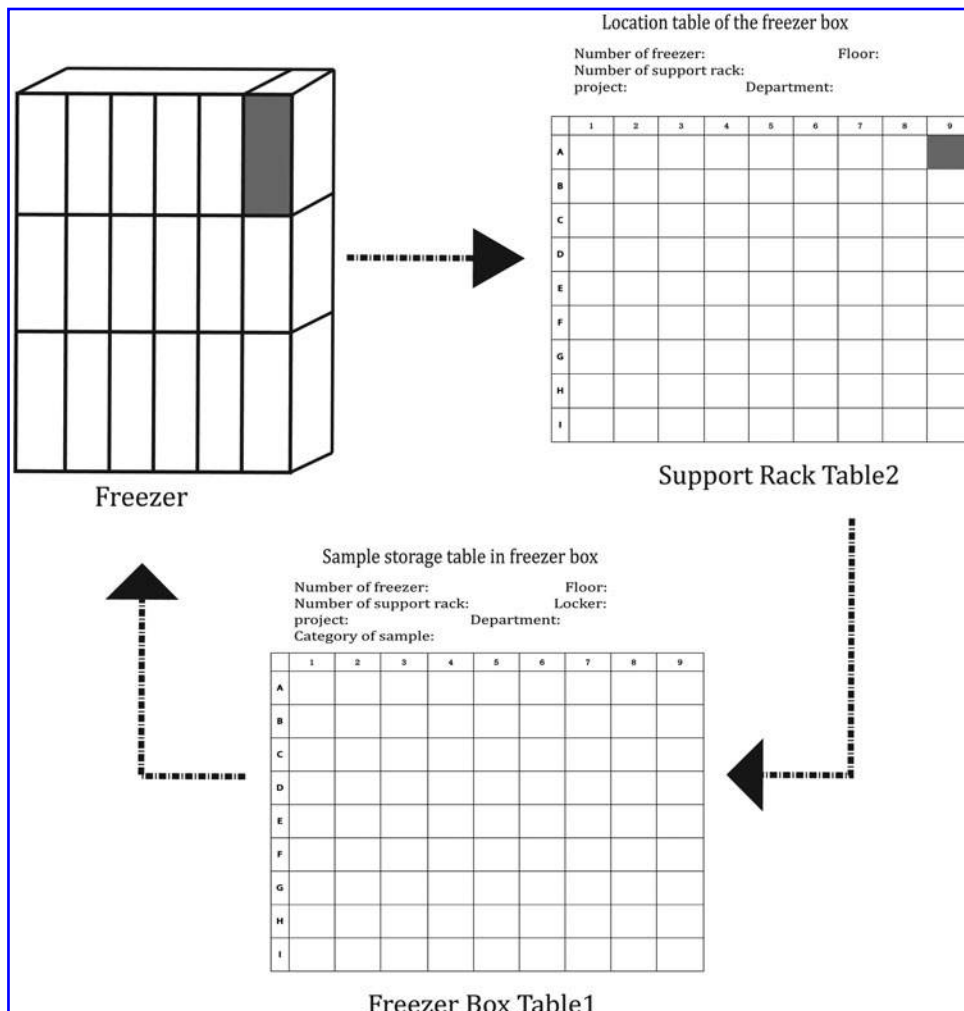 Location table of the freezer box
Number of freezer: Floor:
Number of support rack:
project: Department:
1 2 3 4 5 6 7 8 9
A
B
C
D
E
F
G
H
I
Support Rack Table2
Freezer
Sample storage table in freezer box
Number of freezer: Floor:
Number of support rack: Locker:
project: Department:
Category of sample:
1 2 3 4 5 6 7 8 9
A
B
C
D
E
F
G
H
I
Freezer Box Table1